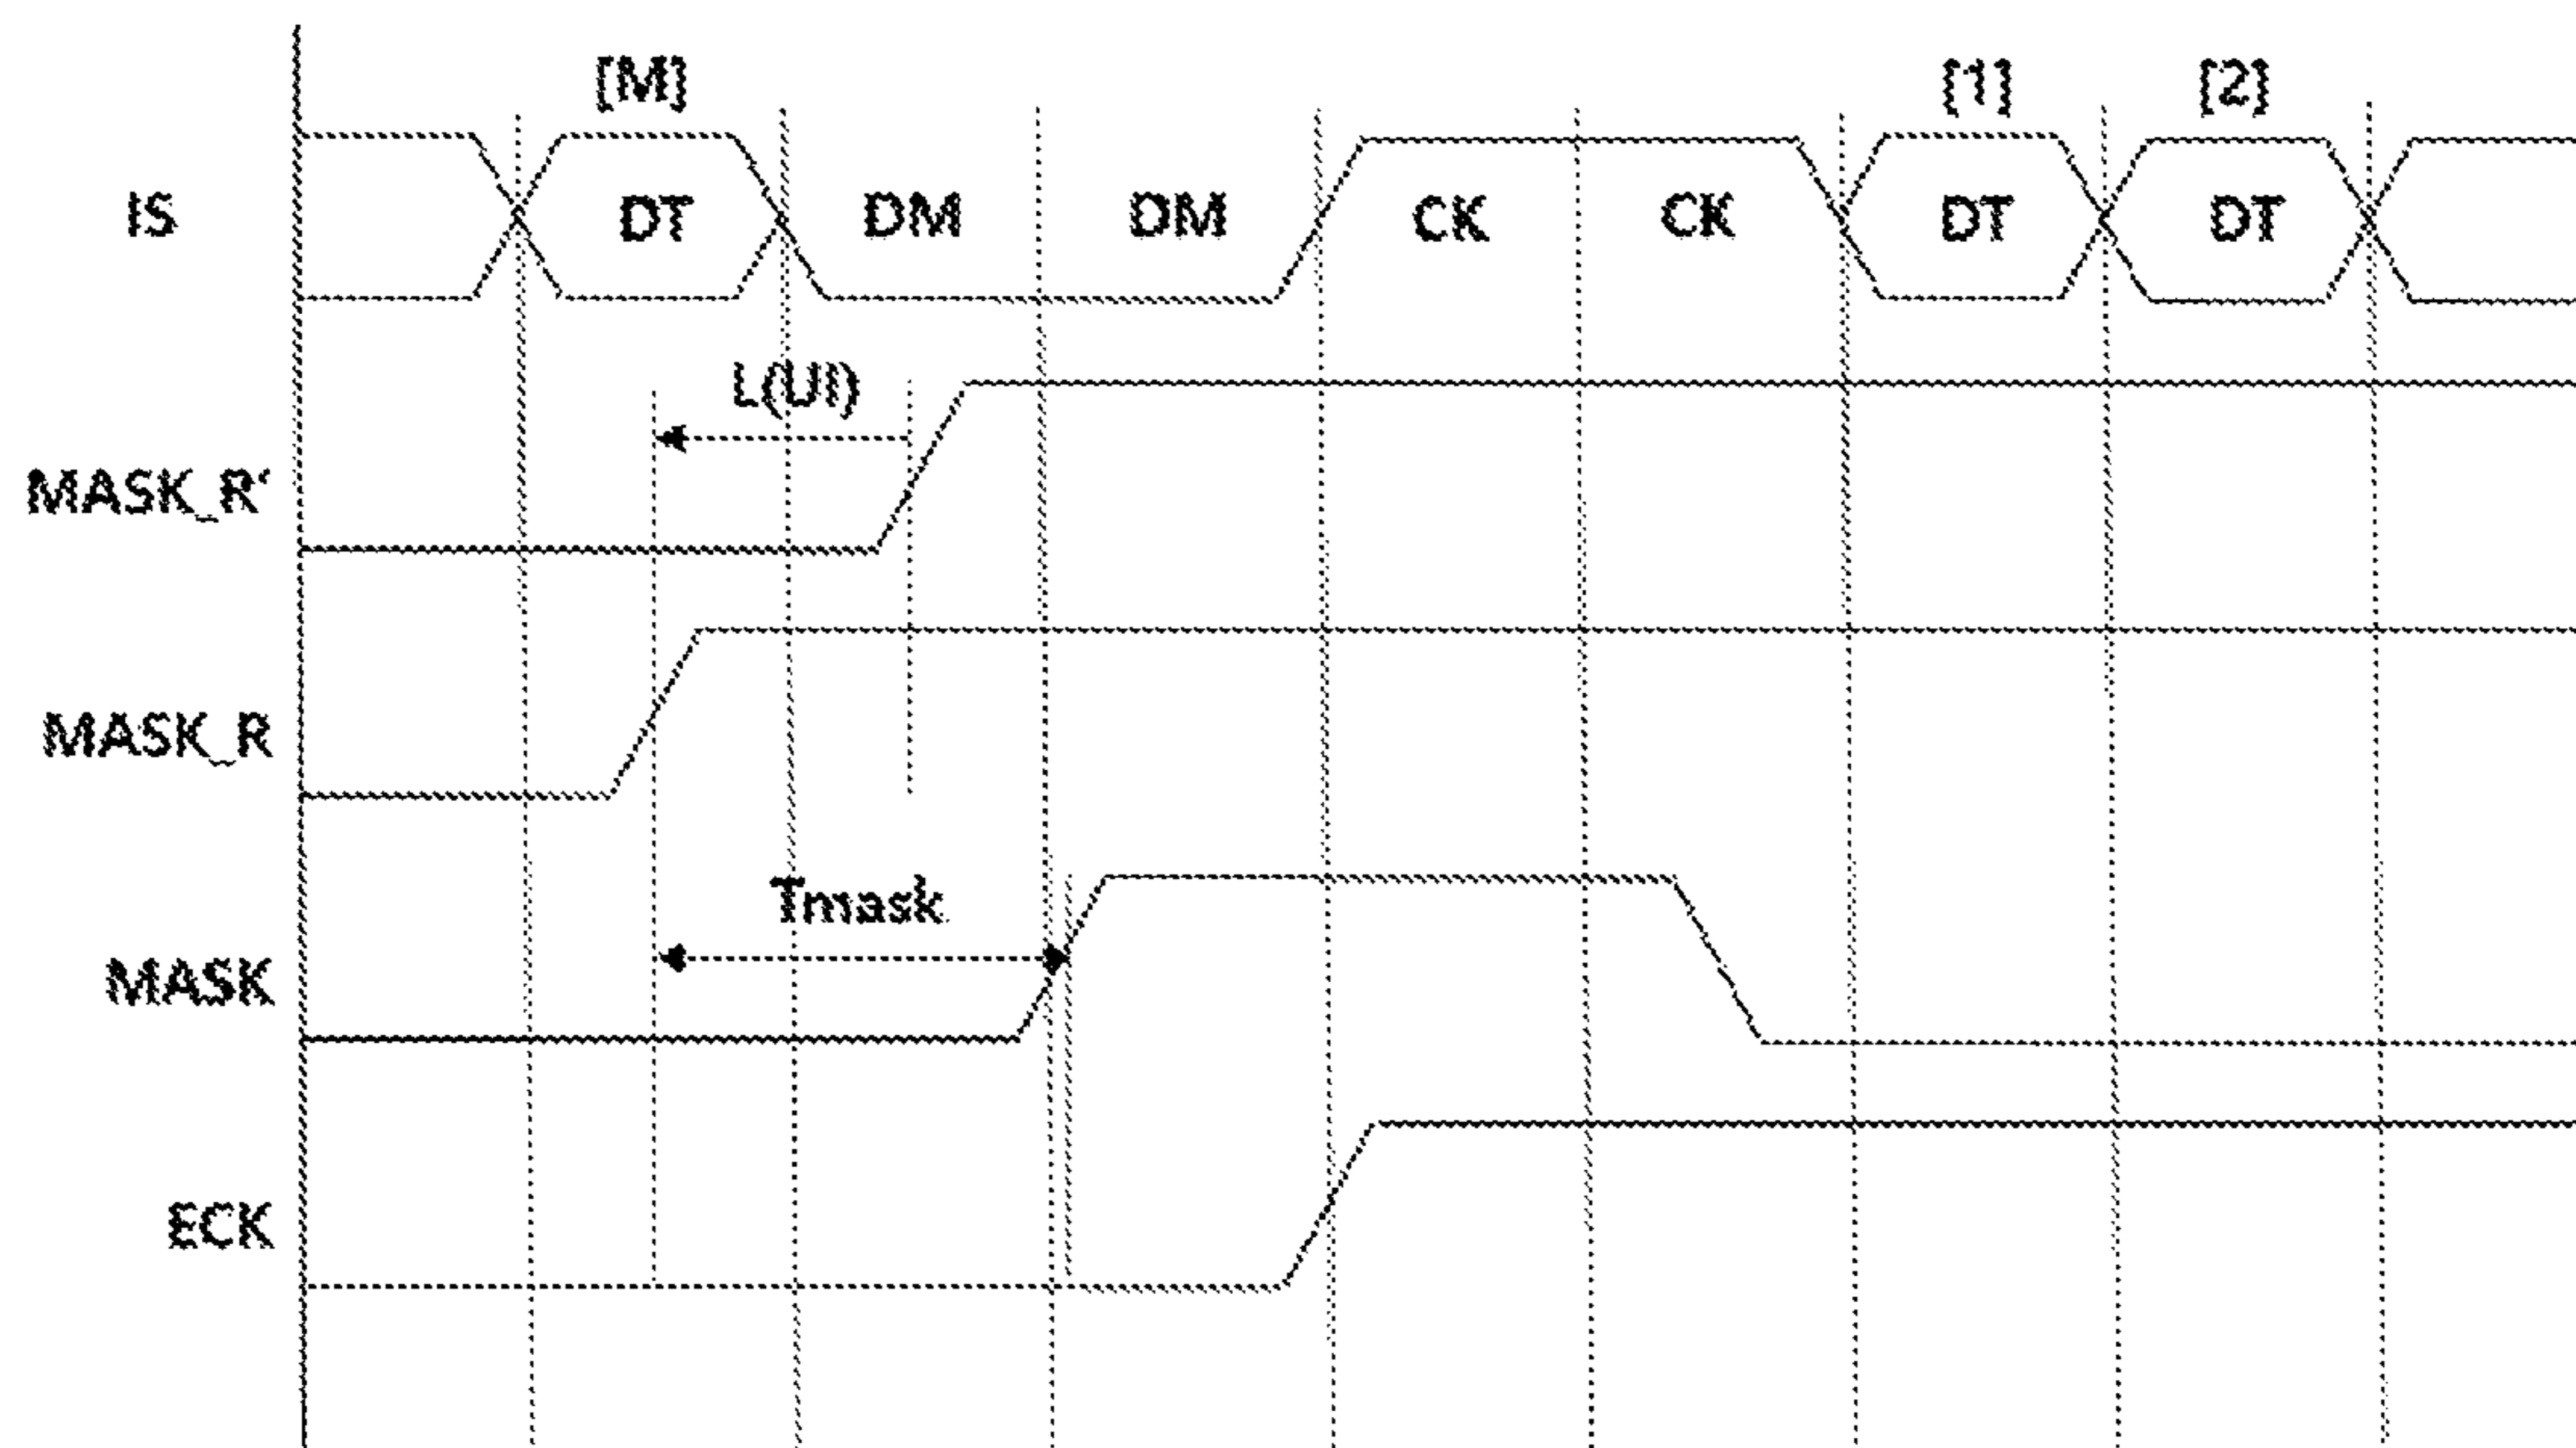 [M] [1] [2]
IS DT DM DM CK CK DT DT
L(UI)
MASK_R'
MASK_R
Tmask
MASK
ECK